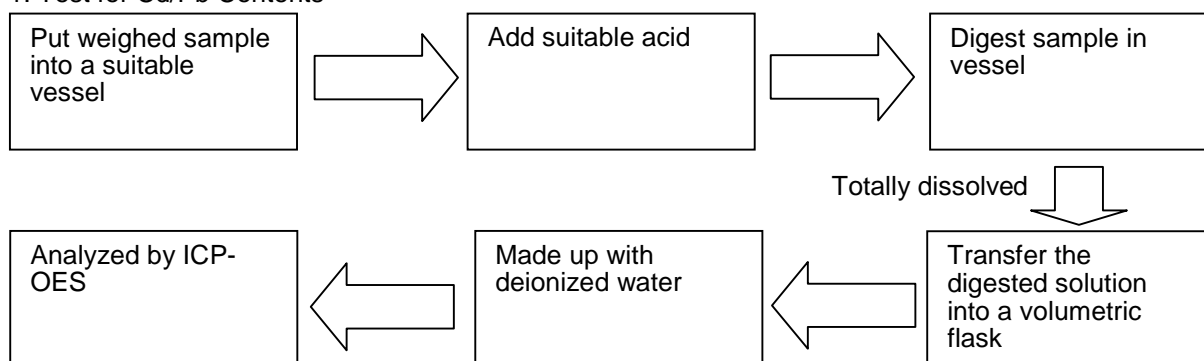 1. Test for Cd/Pb Contents
Put weighed sample
into a suitable
vessel
Add suitable acid
Digest sample in
vessel
Totally dissolved
Transfer the
digested solution
into a volumetric
flask
Made up with
deionized water
Analyzed by ICP-
OES